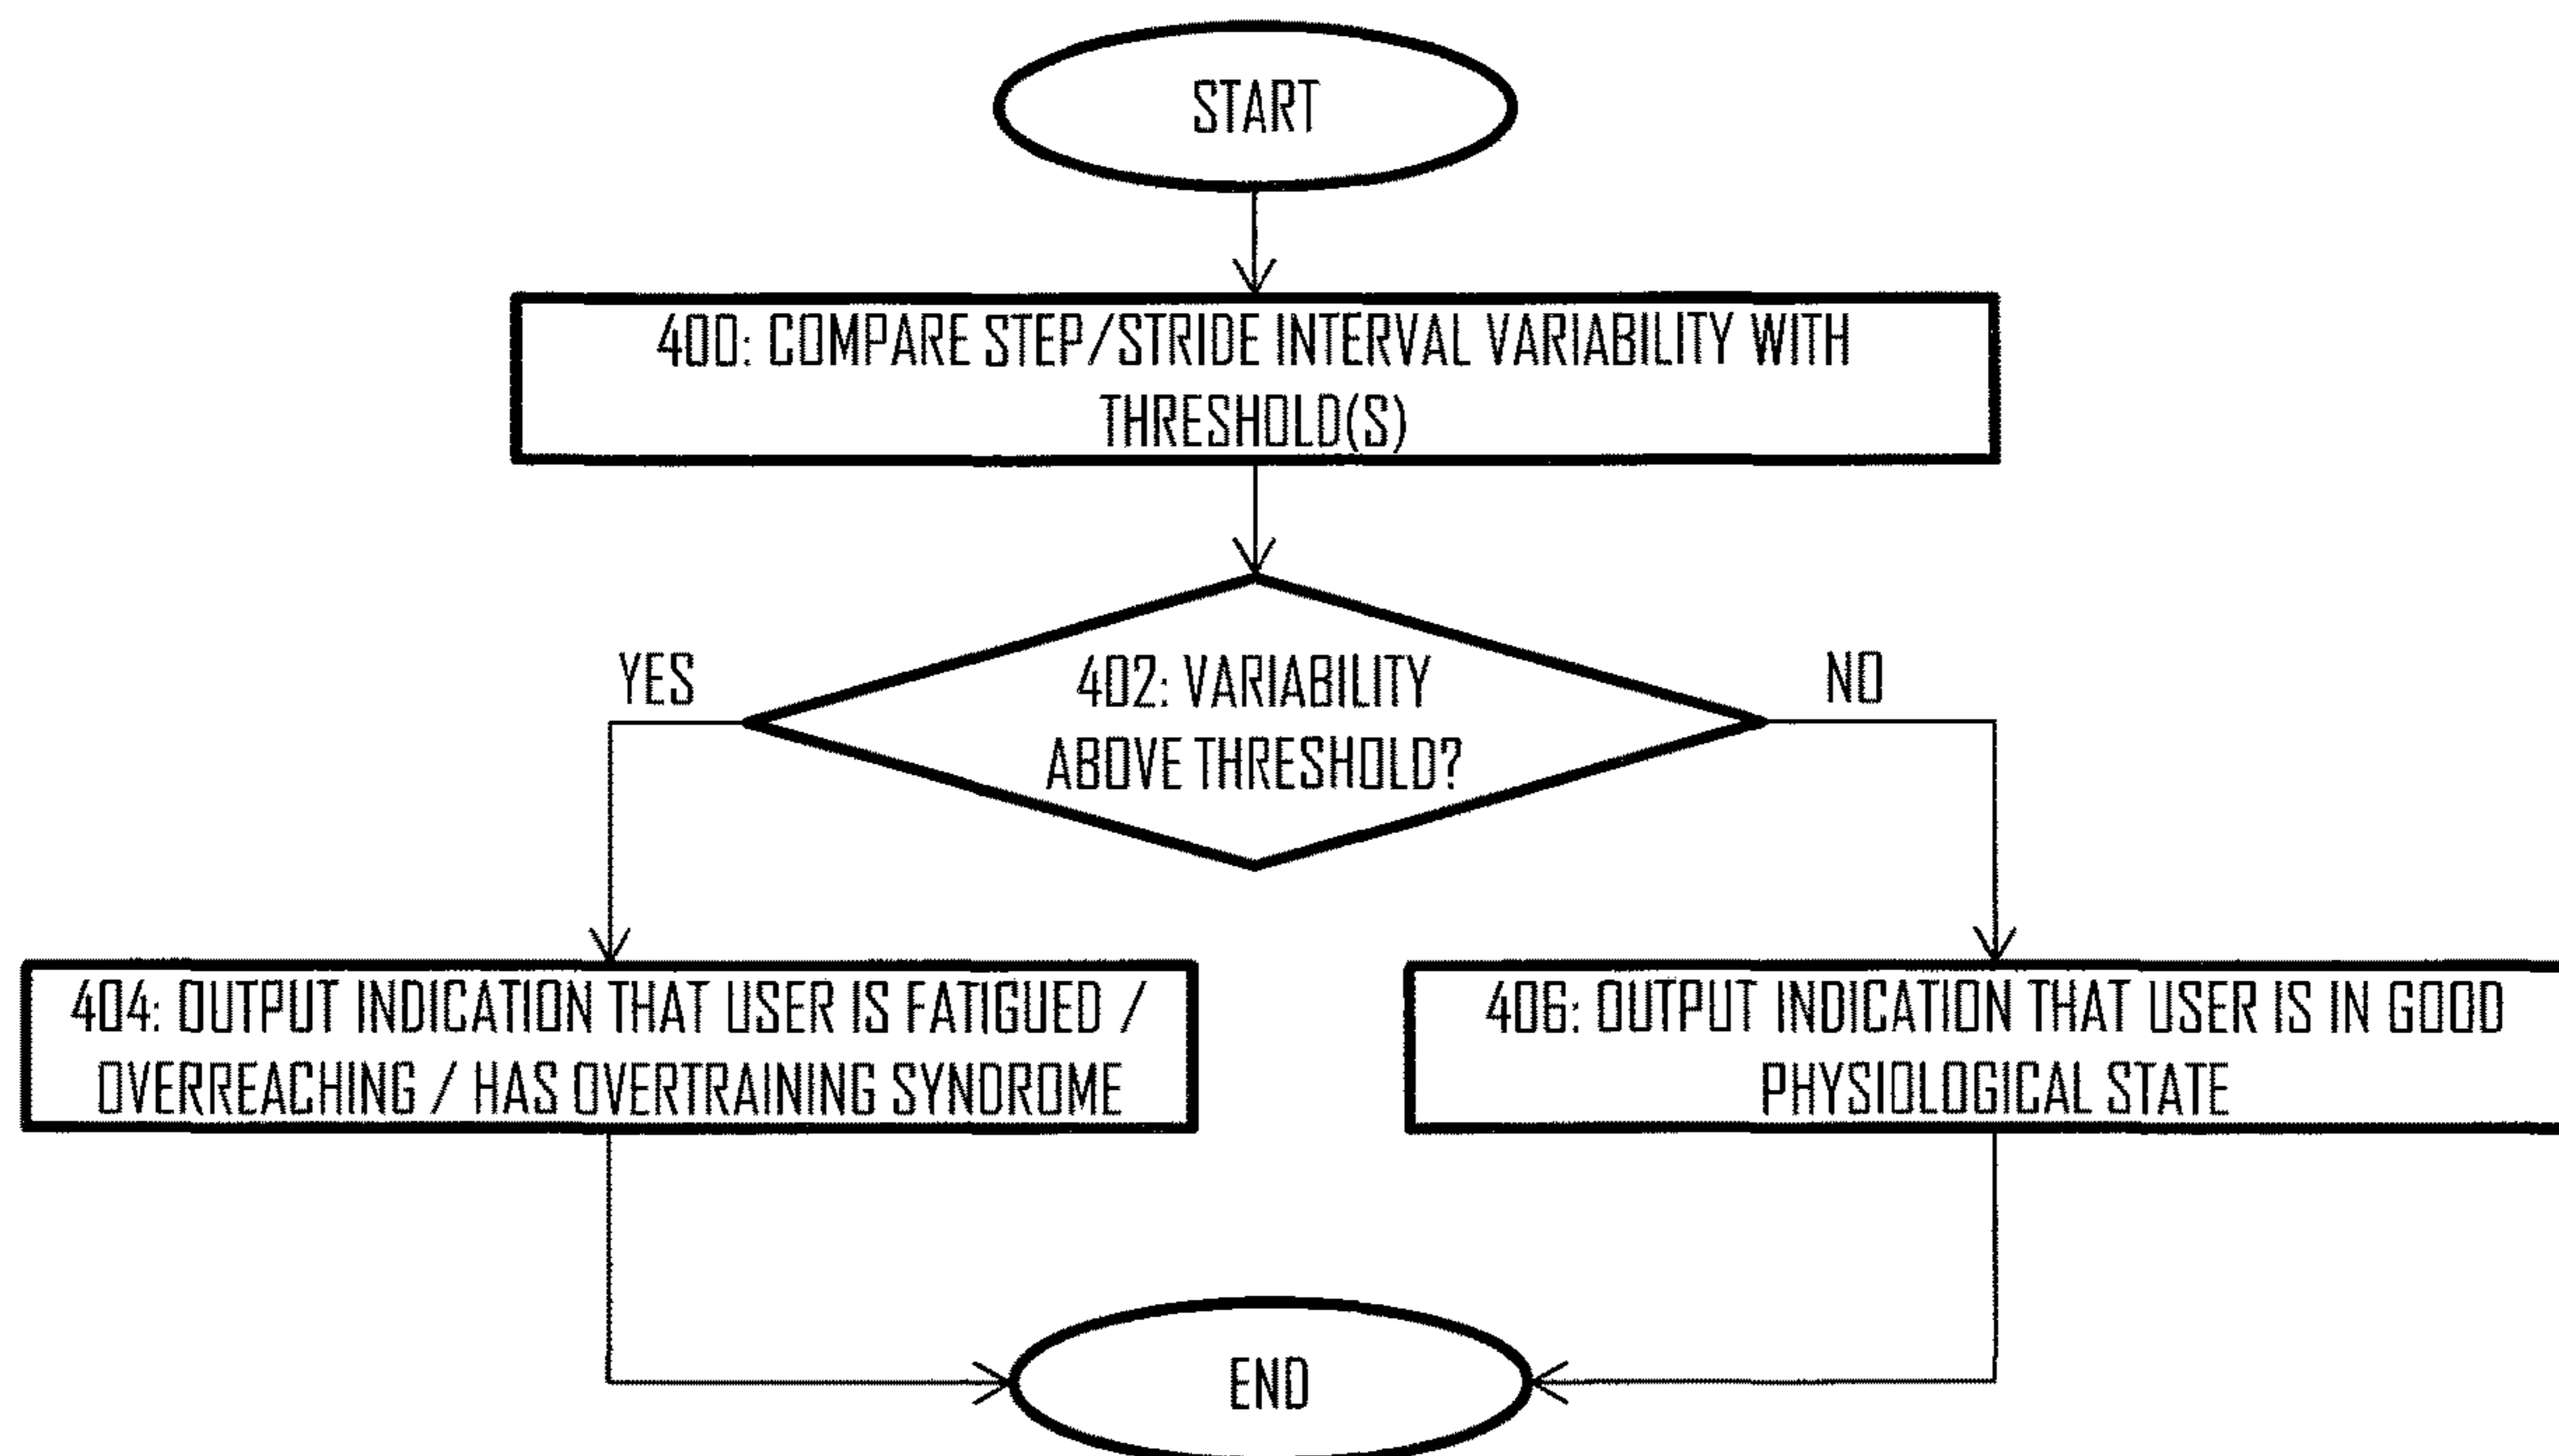 START
400: COMPARE STEP/STRIDE INTERVAL VARIABILITY WITH
THRESHOLD(S)
402: VARIABILITY
ABOVE THRESHOLD?
YES
NO
404: OUTPUT INDICATION THAT USER IS FATIGUED /
OVERREACHING / HAS OVERTRAINING SYNDROME
406: OUTPUT INDICATION THAT USER IS IN GOOD
PHYSIOLOGICAL STATE
END